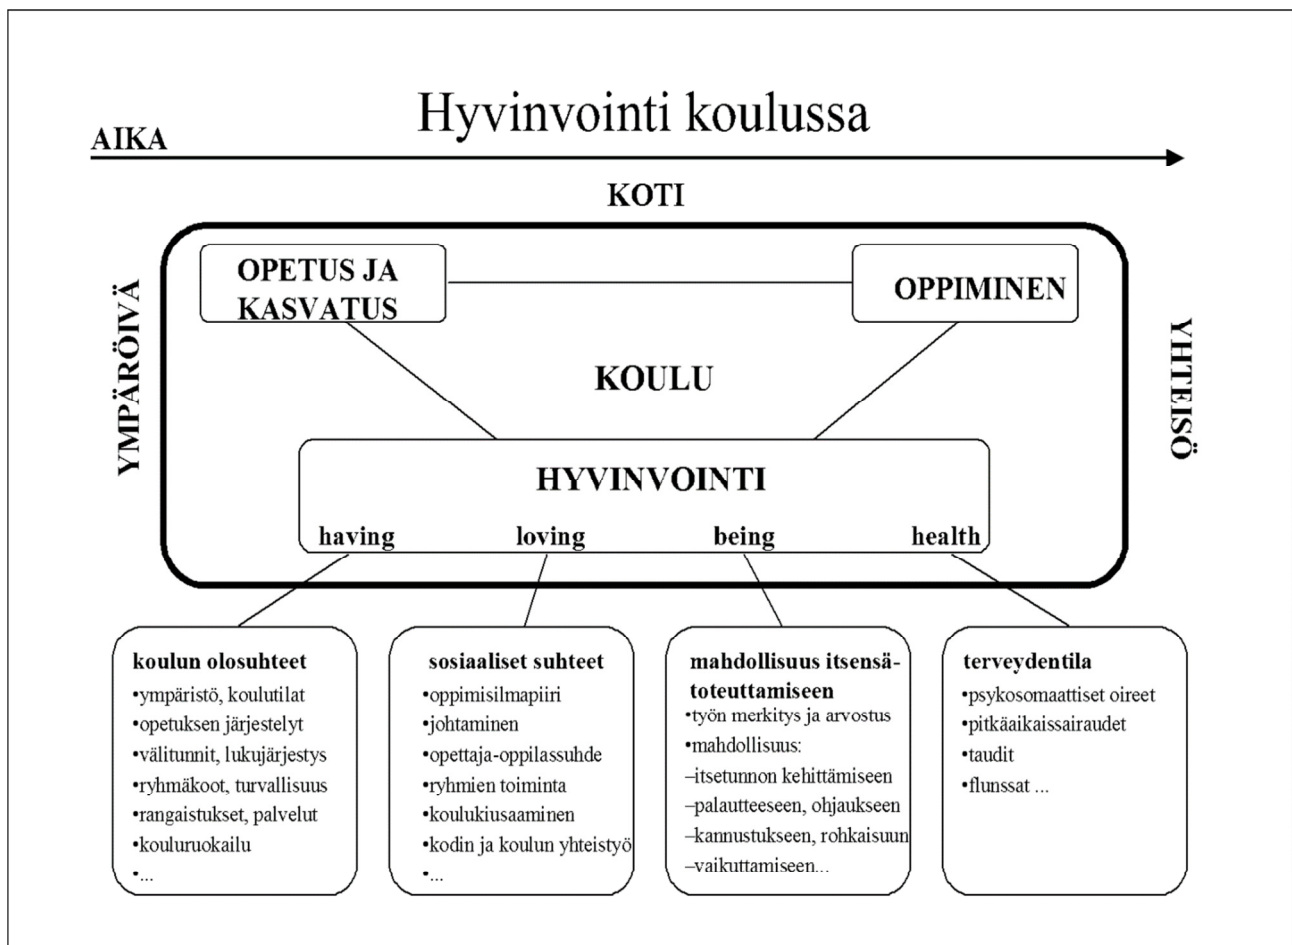 Hyvinvointi koulussa
AIKA
KOTI
YMPÄRÖIVÄ
YHTEISÖ
OPETUS JA
KASVATUS
OPPIMINEN
KOULU
HYVINVOINTI
having loving being health
koulun olosuhteet
•ympäristö, koulutilat
•opetuksen järjestelyt
•välitunnit, lukujärjestys
•ryhmäkoot, turvallisuus
•rangaistukset, palvelut
•kouluruokailu
•...
sosiaaliset suhteet
•oppimisilmapiiri
•johtaminen
•opettaja-oppilassuhde
•ryhmien toiminta
•koulukiusaaminen
•kodin ja koulun yhteistyö
•...
mahdollisuus itsensä-
toteuttamiseen
•työn merkitys ja arvostus
•mahdollisuus:
–itsetunnon kehittämiseen
–palautteeseen, ohjaukseen
–kannustukseen, rohkaisuun
–vaikuttamiseen...
terveydentila
•psykosomaattiset oireet
•pitkäaikaissairaudet
•taudit
•flunssat ...